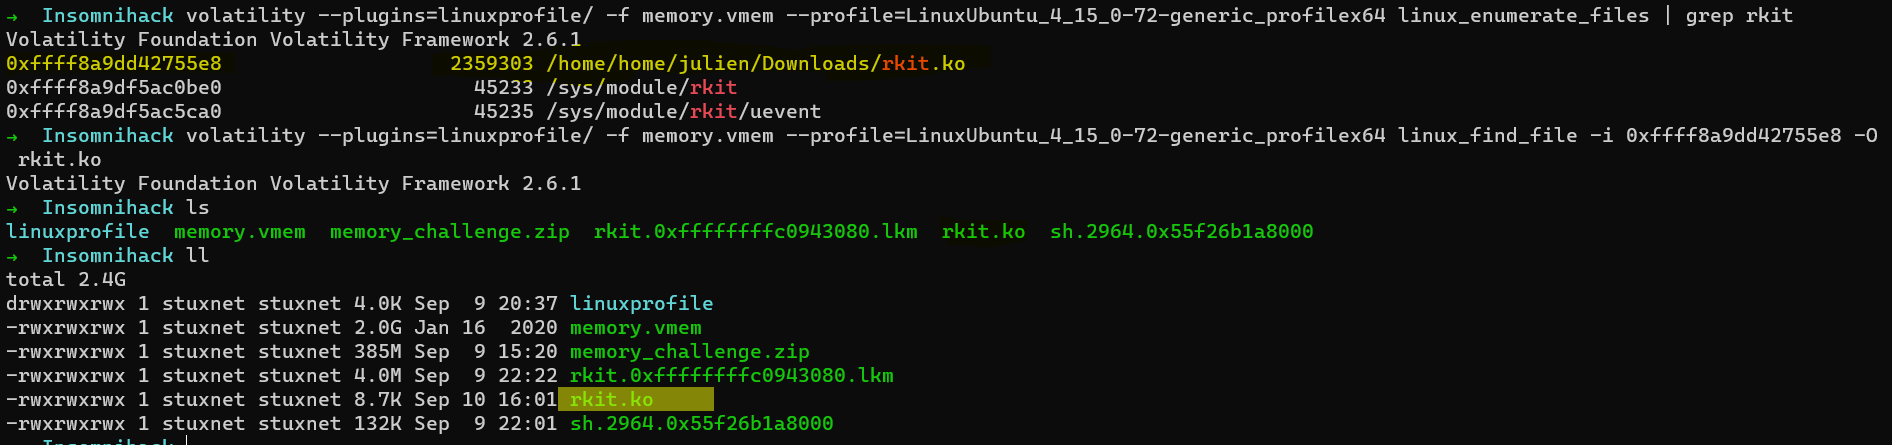 → Insomnihack volatility --plugins=linuxprofile/ -f memory.vmem --profile=LinuxUbuntu_4_15_0-72-generic_profilex64 linux_enumerate_files | grep rkit
Volatility Foundation Volatility Framework 2.6.1
0xffff8a9dd42755e8 2359303 /home/home/julien/Downloads/rkit.ko
0xffff8a9df5ac0be0 45233 /sys/module/rkit
0xffff8a9df5ac5ca0 45235 /sys/module/rkit/uevent
→ Insomnihack volatility --plugins=linuxprofile/ -f memory.vmem --profile=LinuxUbuntu_4_15_0-72-generic_profilex64 linux_find_file -i 0xffff8a9dd42755e8 -O
rkit.ko
Volatility Foundation Volatility Framework 2.6.1
→ Insomnihack ls
linuxprofile memory.vmem memory_challenge.zip rkit.0xffffffffc0943080.lkm rkit.ko sh.2964.0x55f26b1a8000
→ Insomnihack ll
total 2.4G
drwxrwxrwx 1 stuxnet stuxnet 4.0K Sep 9 20:37 linuxprofile
-rwxrwxrwx 1 stuxnet stuxnet 2.0G Jan 16 2020 memory.vmem
-rwxrwxrwx 1 stuxnet stuxnet 385M Sep 9 15:20 memory_challenge.zip
-rwxrwxrwx 1 stuxnet stuxnet 4.0M Sep 9 22:22 rkit.0xffffffffc0943080.lkm
-rwxrwxrwx 1 stuxnet stuxnet 8.7K Sep 10 16:01 rkit.ko
-rwxrwxrwx 1 stuxnet stuxnet 132K Sep 9 22:01 sh.2964.0x55f26b1a8000
Insomnihack